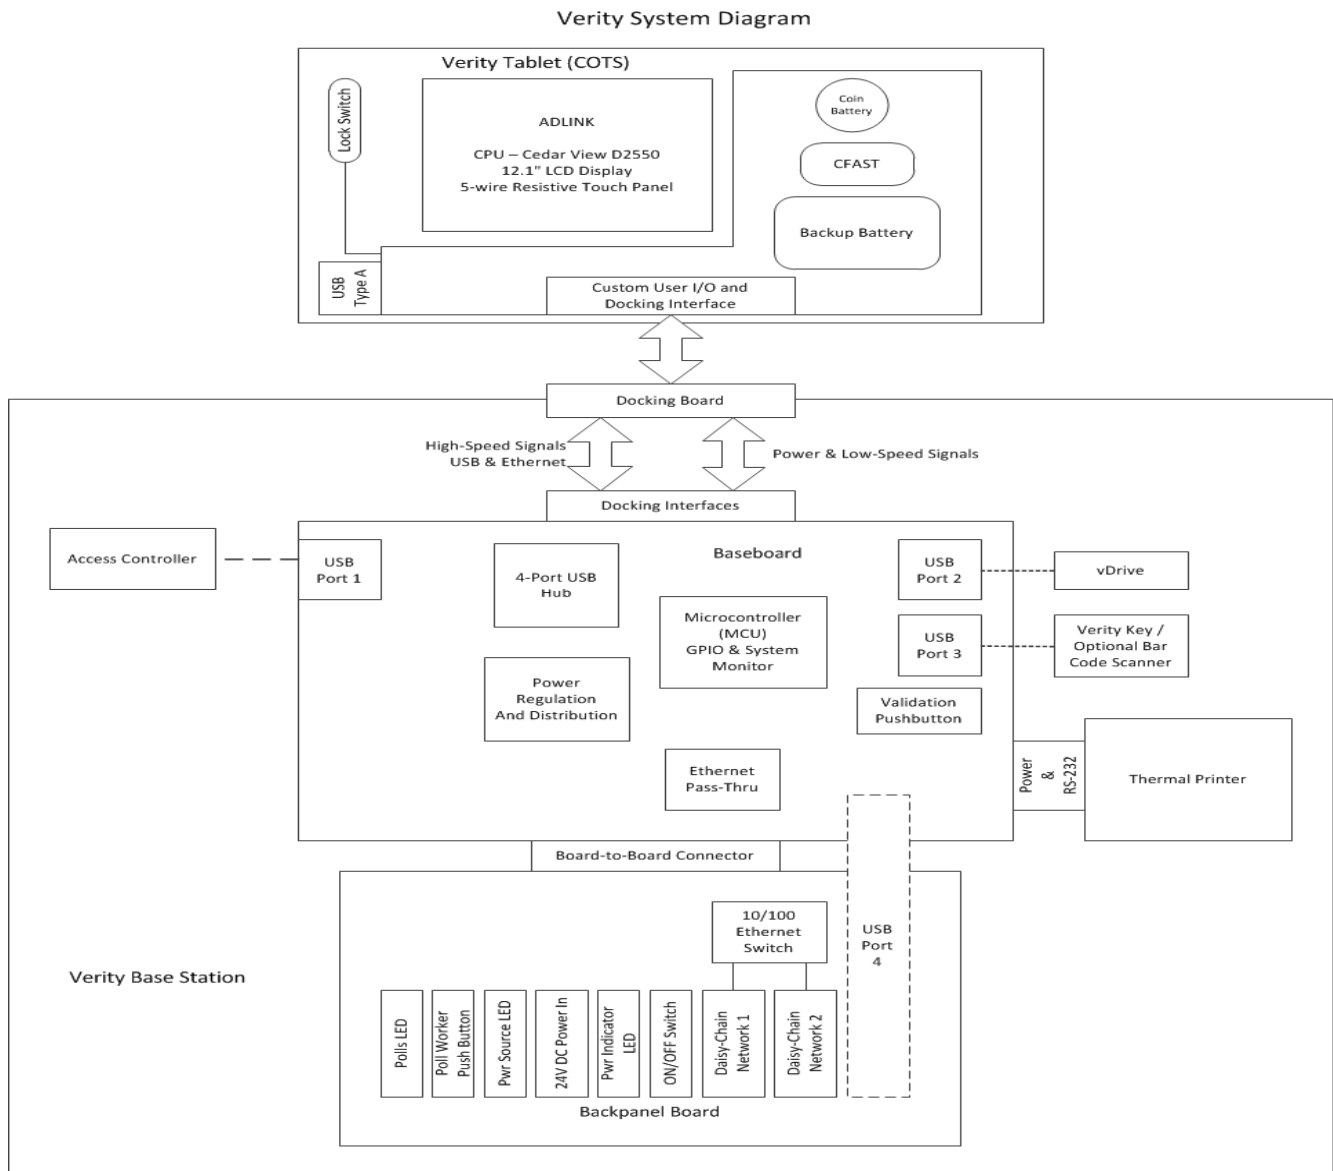 Verity System Diagram
Verity Tablet (COTS)
Lock Switch
ADLINK
CPU – Cedar View D2550
12.1" LCD Display
5-wire Resistive Touch Panel
Coin
Battery
CFAST
Backup Battery
USB
Type A
Custom User I/O and
Docking Interface
Docking Board
High-Speed Signals
USB & Ethernet
Power & Low-Speed Signals
Docking Interfaces
Access Controller
USB
Port 1
4-Port USB
Hub
Baseboard
USB
Port 2
vDrive
Microcontroller
(MCU)
GPIO & System
Monitor
USB
Port 3
Verity Key /
Optional Bar
Code Scanner
Power
Regulation
And Distribution
Validation
Pushbutton
Ethernet
Pass-Thru
Power
&
RS-232
Thermal Printer
Board-to-Board Connector
10/100
Ethernet
Switch
USB
Port
4
Verity Base Station
Polls LED
Poll Worker
Push Button
Pwr Source LED
24V DC Power In
Pwr Indicator
LED
ON/OFF Switch
Daisy-Chain
Network 1
Daisy-Chain
Network 2
Backpanel Board